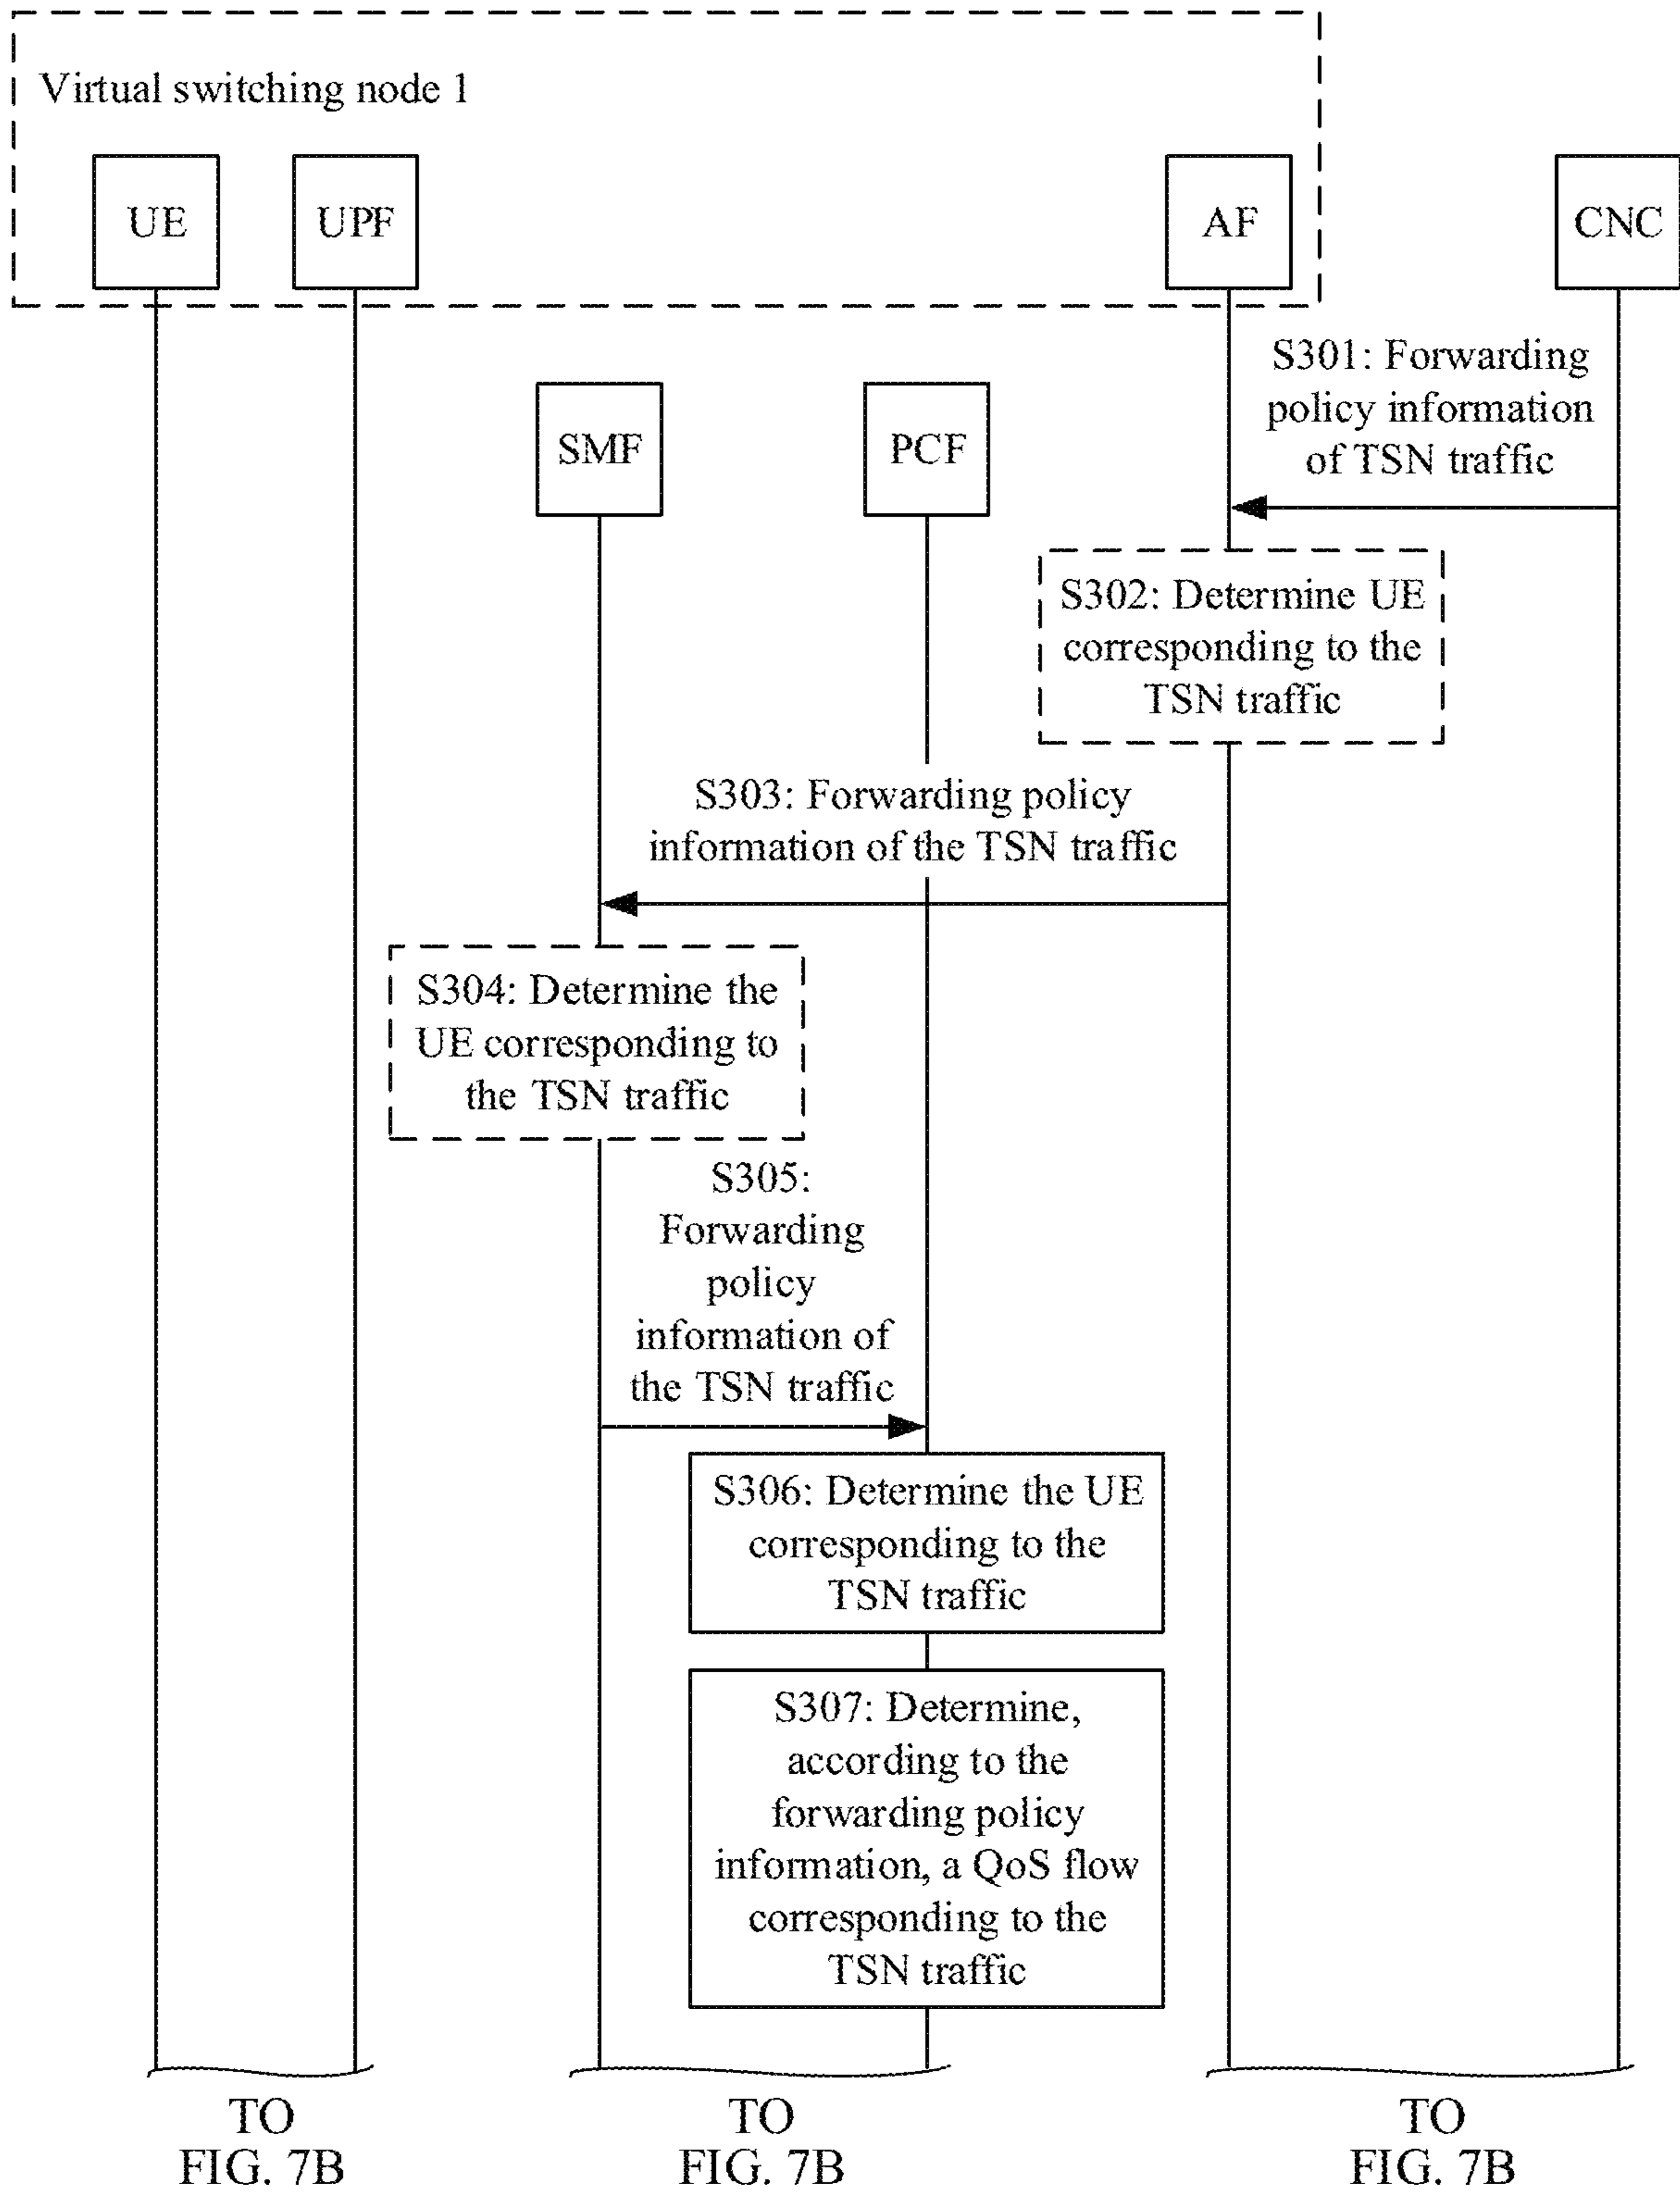 Virtual switching node 1
UE
UPF
AF
CNC
S301: Forwarding
policy information
of TSN traffic
SMF
PCF
S302: Determine UE
corresponding to the
TSN traffic
S303: Forwarding policy
information of the TSN traffic
S304: Determine the
UE corresponding to
the TSN traffic
S305:
Forwarding
policy
information of
the TSN traffic
S306: Determine the UE
corresponding to the
TSN traffic
S307: Determine,
according to the
forwarding policy
information, a QoS flow
corresponding to the
TSN traffic
TO
FIG. 7B
TO
FIG. 7B
TO
FIG. 7B